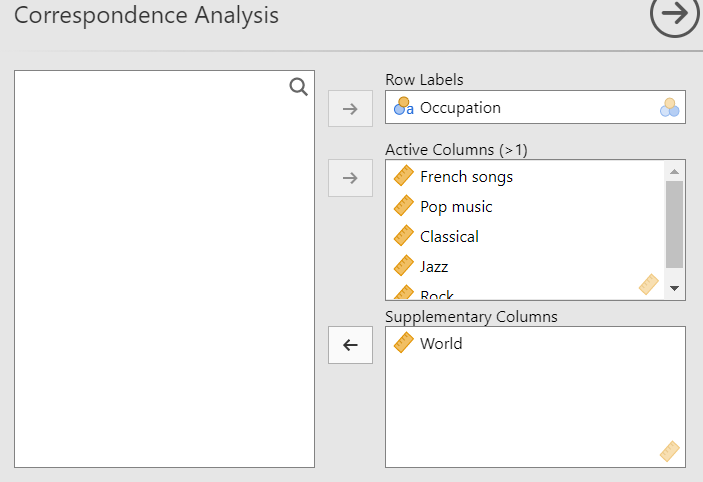 Correspondence Analysis
Row Labels
Occupation
Active Columns (>1)
French songs
Pop music
Classical
Jazz
Rock
Supplementary Columns
World